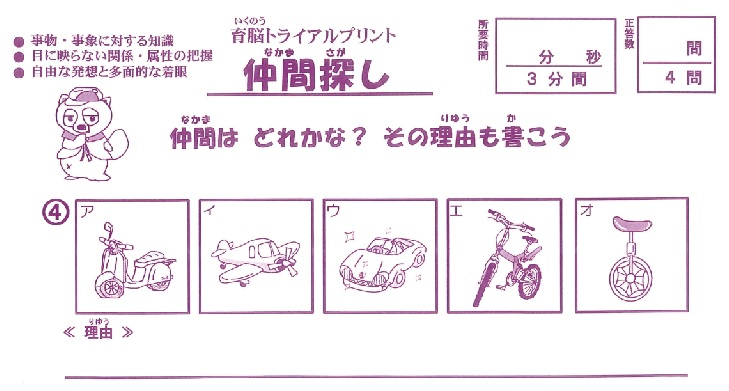 ● 事物・事象に対する知識
● 目に映らない関係・属性の把握
● 自由な発想と多面的な着眼
いくのう
育脳トライアルプリント
なかま さが
仲間探し
所要時間
分 秒
3分間
正答数
問
4問
なかま りゆう か
仲間は どれかな? その理由も書こう
④ ア イ ウ エ オ
りゆう
≪ 理由 ≫